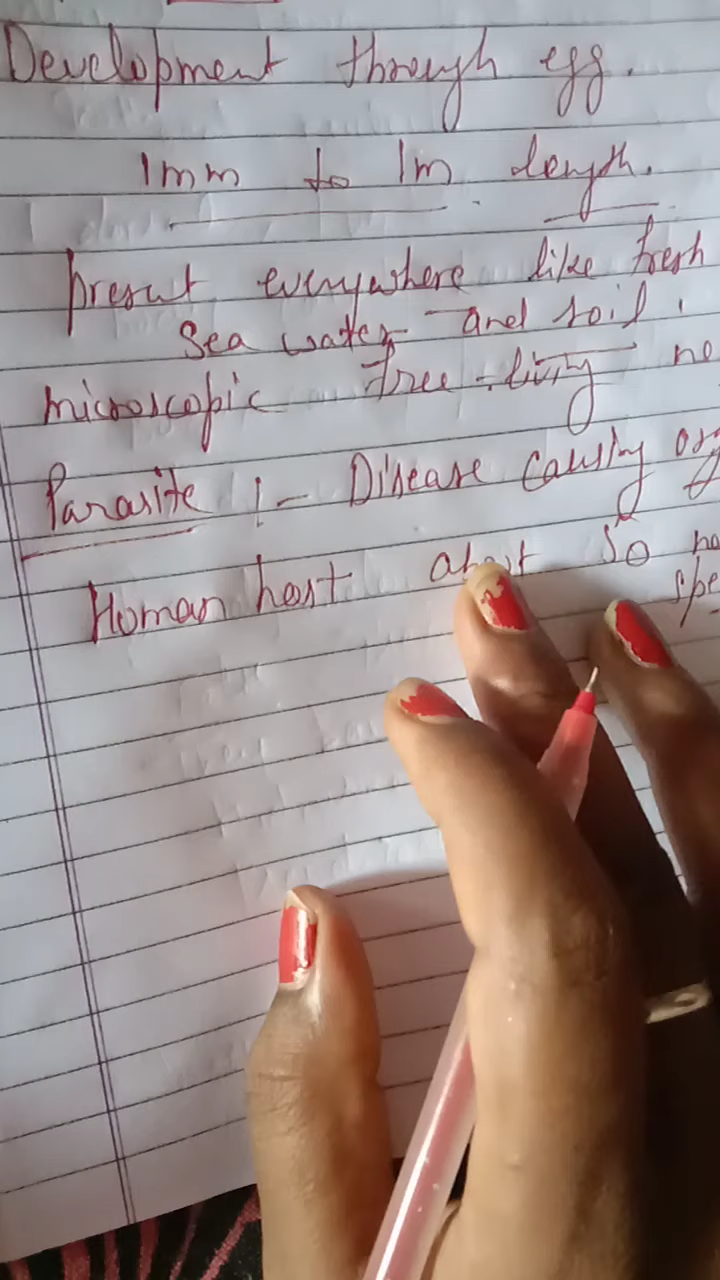 Development through egg.
1mm to 1m length.
Present everywhere like fresh
Sea water and soil.
microscopic free-living
Parasite :- Disease causing
Human host about 50